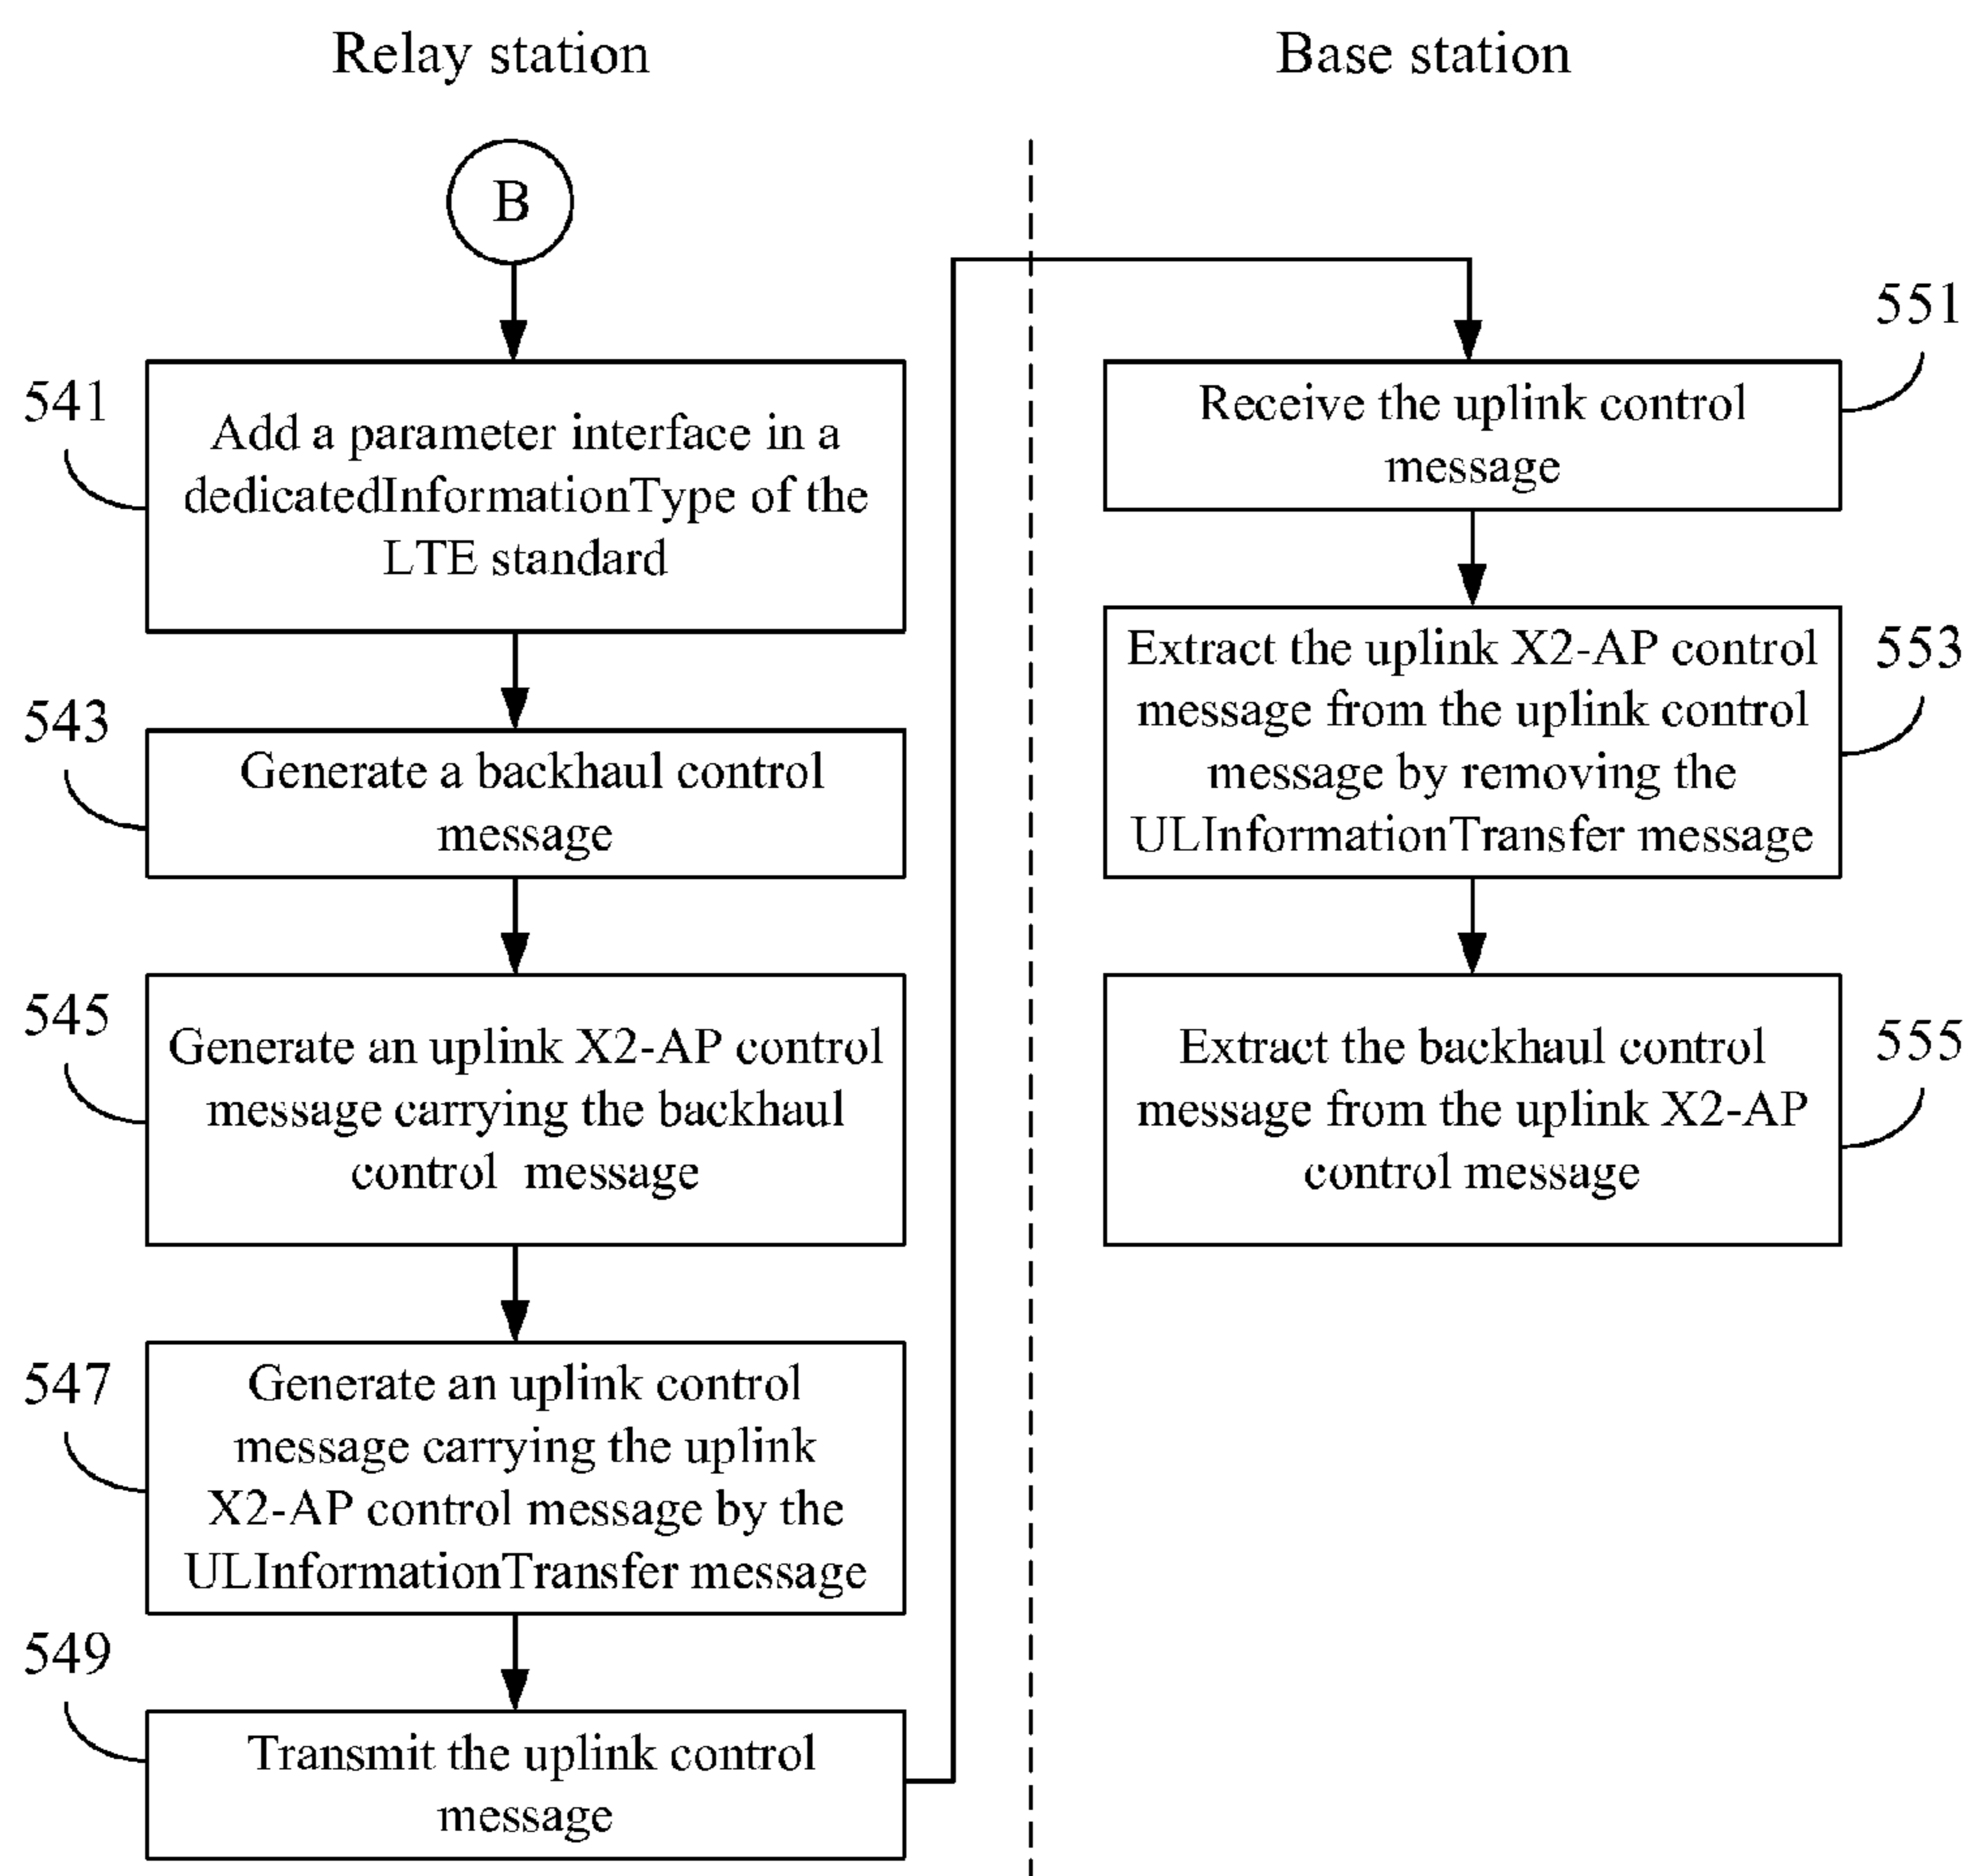 Relay station
Base station
B
541
Add a parameter interface in a
dedicatedInformationType of the
LTE standard
543
Generate a backhaul control
message
545
Generate an uplink X2-AP control
message carrying the backhaul
control message
547
Generate an uplink control
message carrying the uplink
X2-AP control message by the
ULInformationTransfer message
549
Transmit the uplink control
message
551
Receive the uplink control
message
553
Extract the uplink X2-AP control
message from the uplink control
message by removing the
ULInformationTransfer message
555
Extract the backhaul control
message from the uplink X2-AP
control message